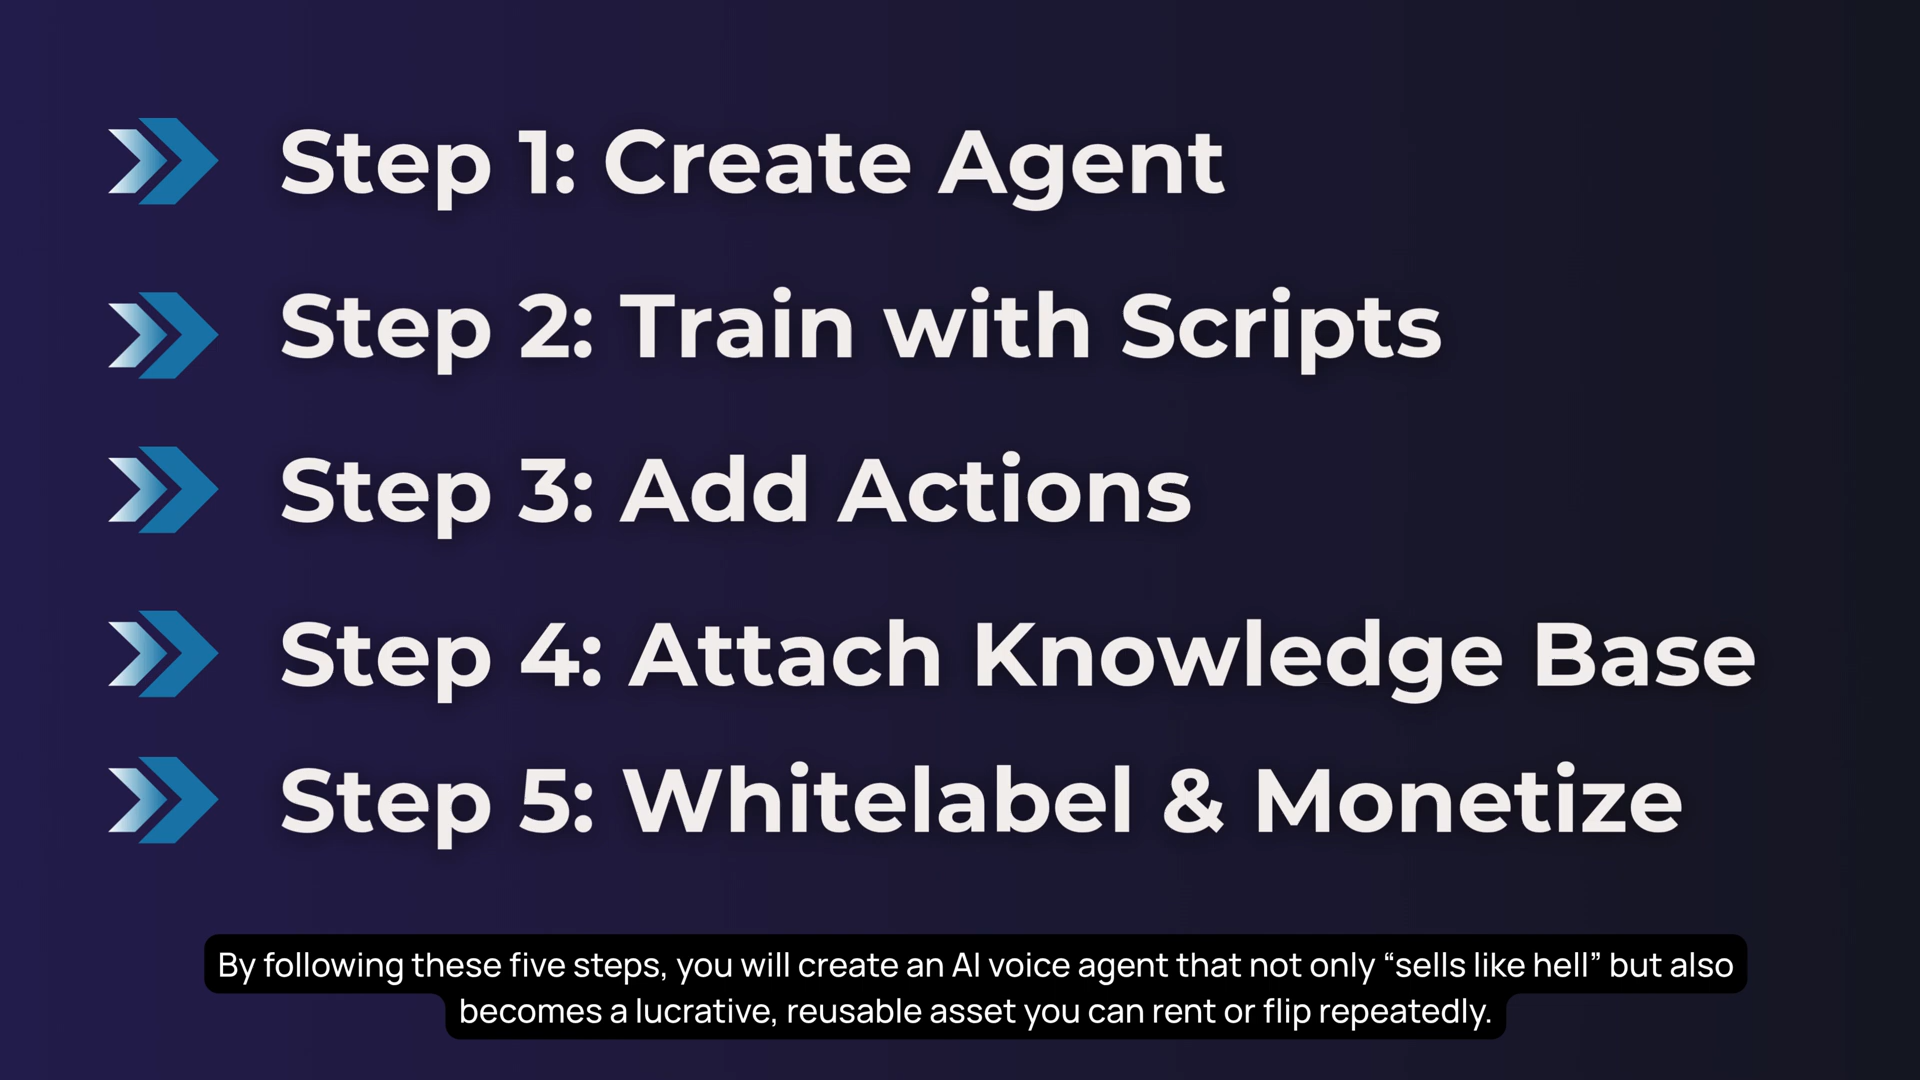 Step 1: Create Agent
Step 2: Train with Scripts
Step 3: Add Actions
Step 4: Attach Knowledge Base
Step 5: Whitelabel & Monetize
By following these five steps, you will create an AI voice agent that not only “sells like hell” but also
becomes a lucrative, reusable asset you can rent or flip repeatedly.